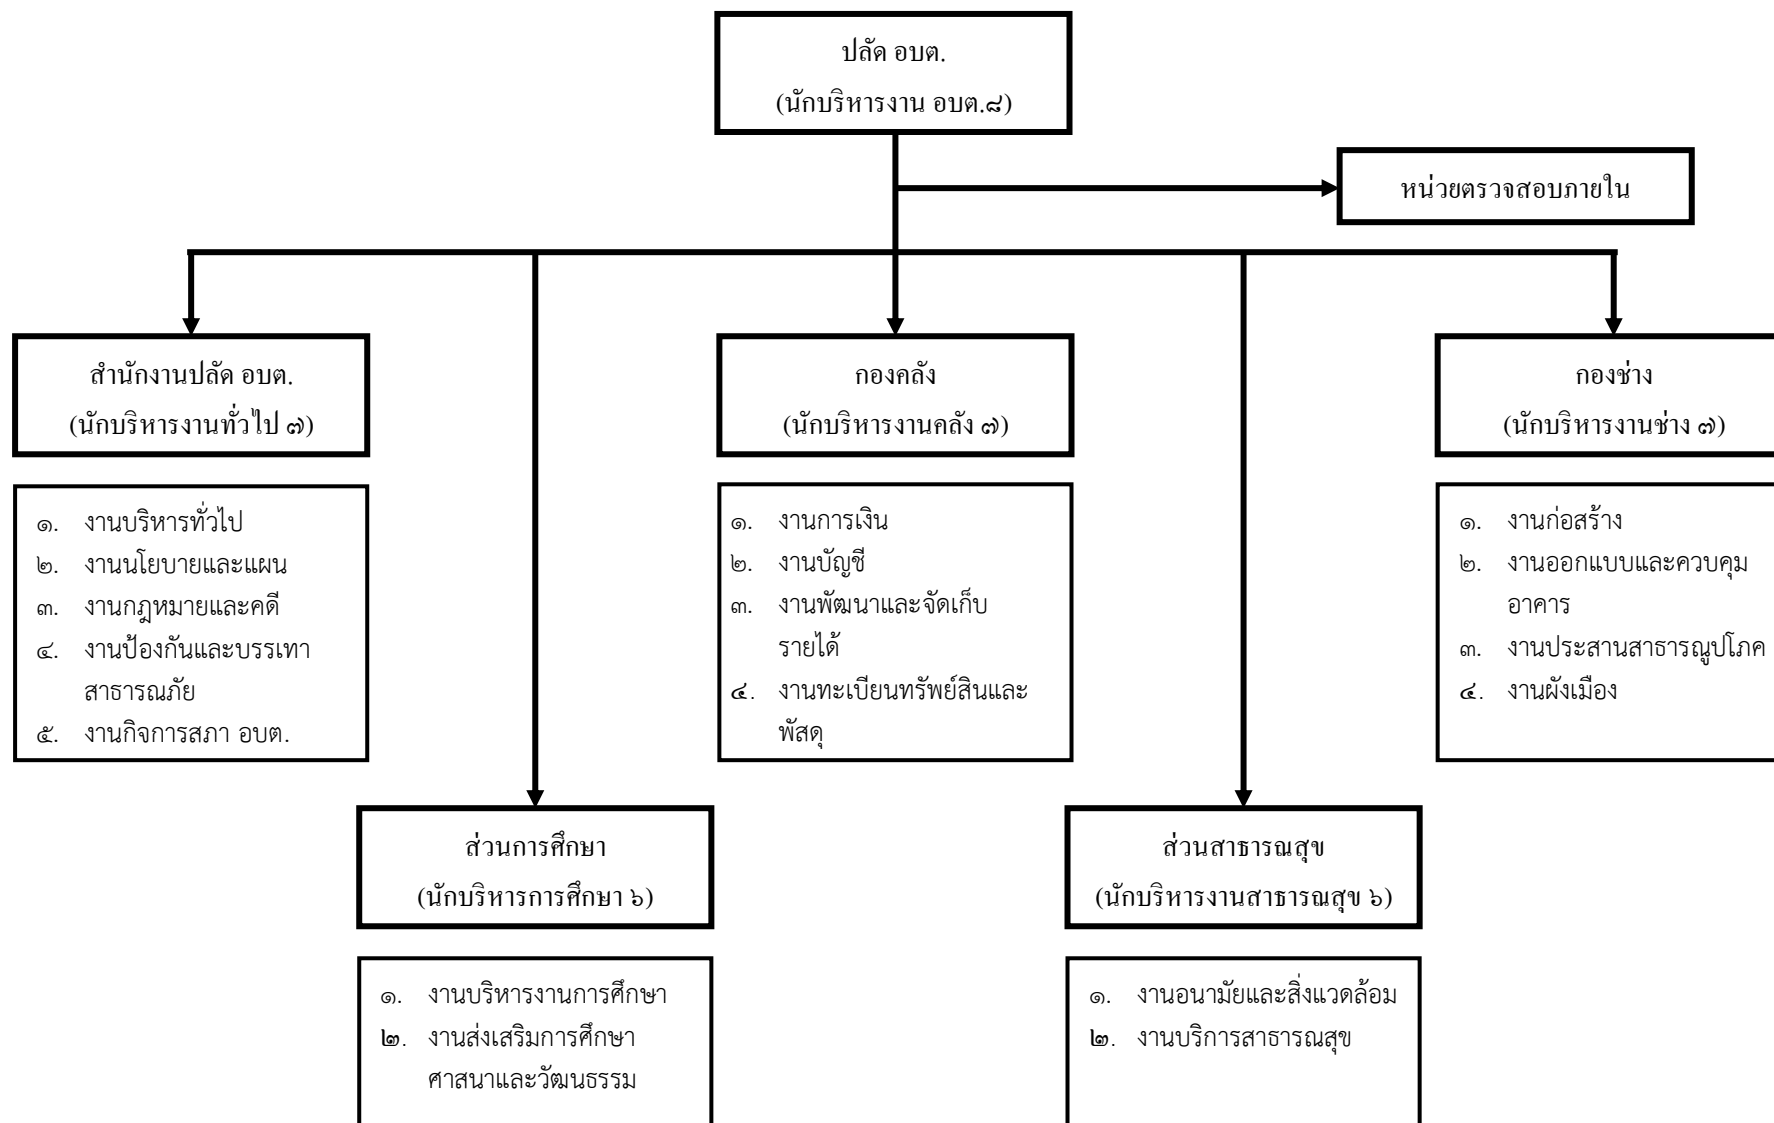 ปลัด อบต.
(นักบริหารงาน อบต.๘)
หน่วยตรวจสอบภายใน
สำนักงานปลัด อบต.
(นักบริหารงานทั่วไป ๗)
๑. งานบริหารทั่วไป
๒. งานนโยบายและแผน
๓. งานกฎหมายและคดี
๔. งานป้องกันและบรรเทา
สาธารณภัย
๕. งานกิจการสภา อบต.
กองคลัง
(นักบริหารงานคลัง ๗)
๑. งานการเงิน
๒. งานบัญชี
๓. งานพัฒนาและจัดเก็บ
รายได้
๔. งานทะเบียนทรัพย์สินและ
พัสดุ
กองช่าง
(นักบริหารงานช่าง ๗)
๑. งานก่อสร้าง
๒. งานออกแบบและควบคุม
อาคาร
๓. งานประสานสาธารณูปโภค
๔. งานผังเมือง
ส่วนการศึกษา
(นักบริหารการศึกษา ๖)
๑. งานบริหารงานการศึกษา
๒. งานส่งเสริมการศึกษา
ศาสนาและวัฒนธรรม
ส่วนสาธารณสุข
(นักบริหารงานสาธารณสุข ๖)
๑. งานอนามัยและสิ่งแวดล้อม
๒. งานบริการสาธารณสุข